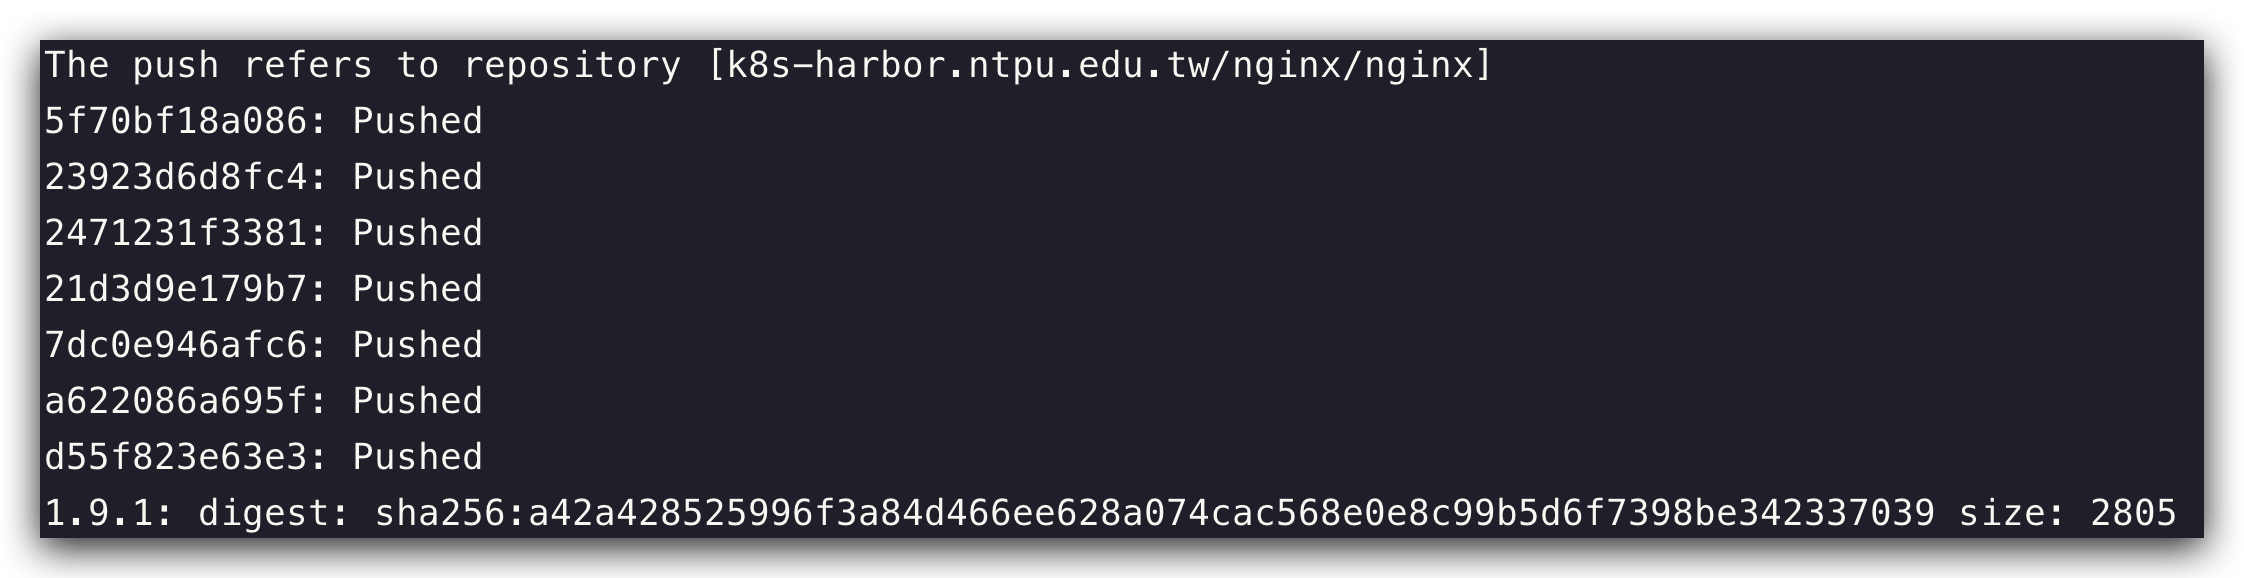 The push refers to repository [k8s-harbor.ntpu.edu.tw/nginx/nginx]
5f70bf18a086: Pushed
23923d6d8fc4: Pushed
2471231f3381: Pushed
21d3d9e179b7: Pushed
7dc0e946afc6: Pushed
a622086a695f: Pushed
d55f823e63e3: Pushed
1.9.1: digest: sha256:a42a428525996f3a84d466ee628a074cac568e0e8c99b5d6f7398be342337039 size: 2805